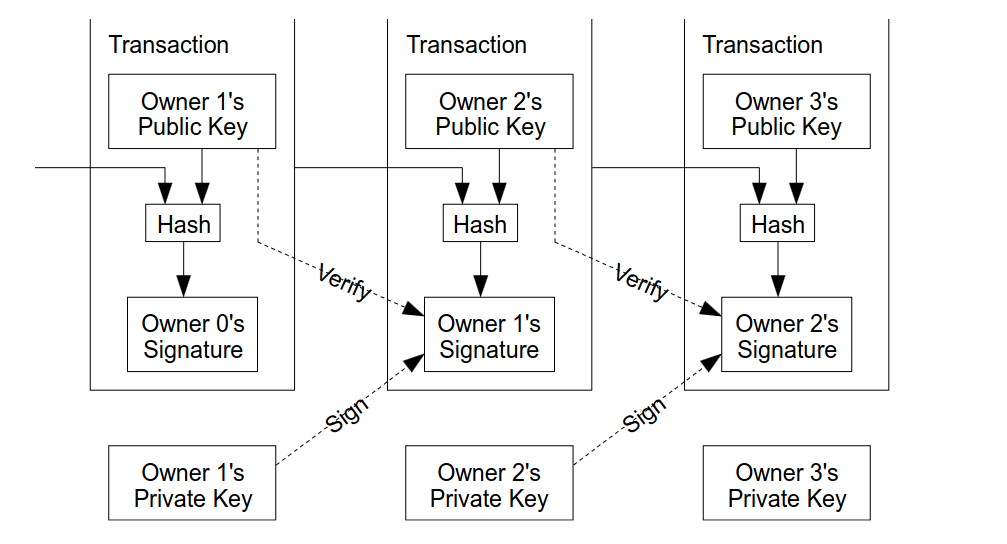 Transaction
Transaction
Transaction
Owner 1's
Public Key
Owner 2's
Public Key
Owner 3's
Public Key
Hash
Hash
Hash
Verify
Verify
Owner 0's
Signature
Owner 1's
Signature
Owner 2's
Signature
Sign
Sign
Owner 1's
Private Key
Owner 2's
Private Key
Owner 3's
Private Key